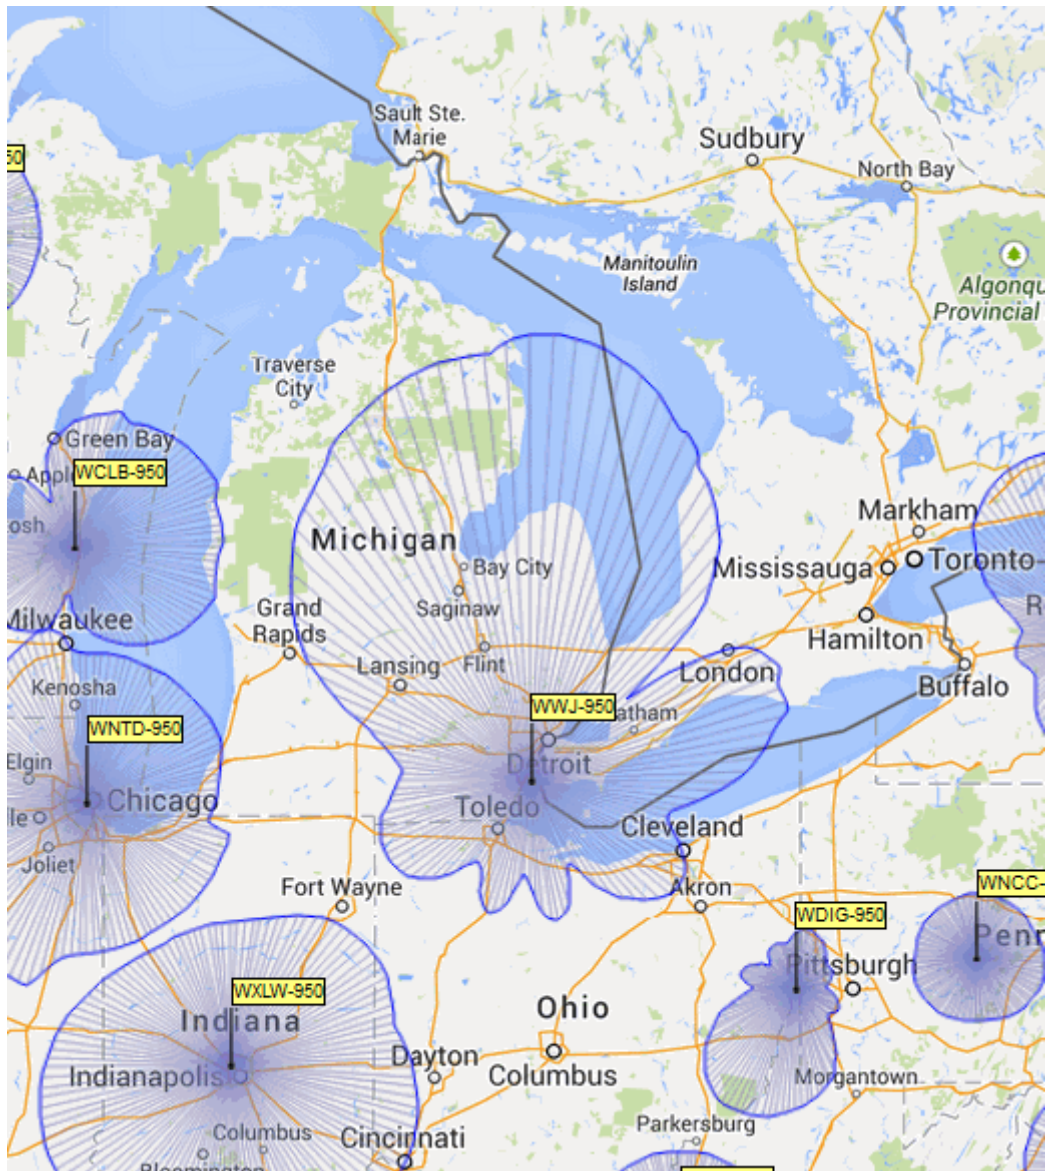 Sault Ste.
Marie
Sudbury
50
North Bay
Manitoulin
Island
Algonqu
Provincial
Traverse
City
Green Bay
Appl
WCLB-950
Markham
osh
Michigan
Toronto
Bay City
Mississauga
Saginaw
Grand
Rapids
Milwaukee
Hamilton
Flint
Lansing
London
Kenosha
Buffalo
WWJ-950
atham
WNTD-950
Elgin
Detroit
Chicago
Toledo
lle
Cleveland
Joliet
Fort Wayne
Akron
WNCC-
WDIG-950
Penn
Pittsburgh
WXLW-950
Ohio
Indiana
Dayton
Indianapolis
Columbus
Morgantown
Parkersburg
Columbus
Cincinnati
Bloomington